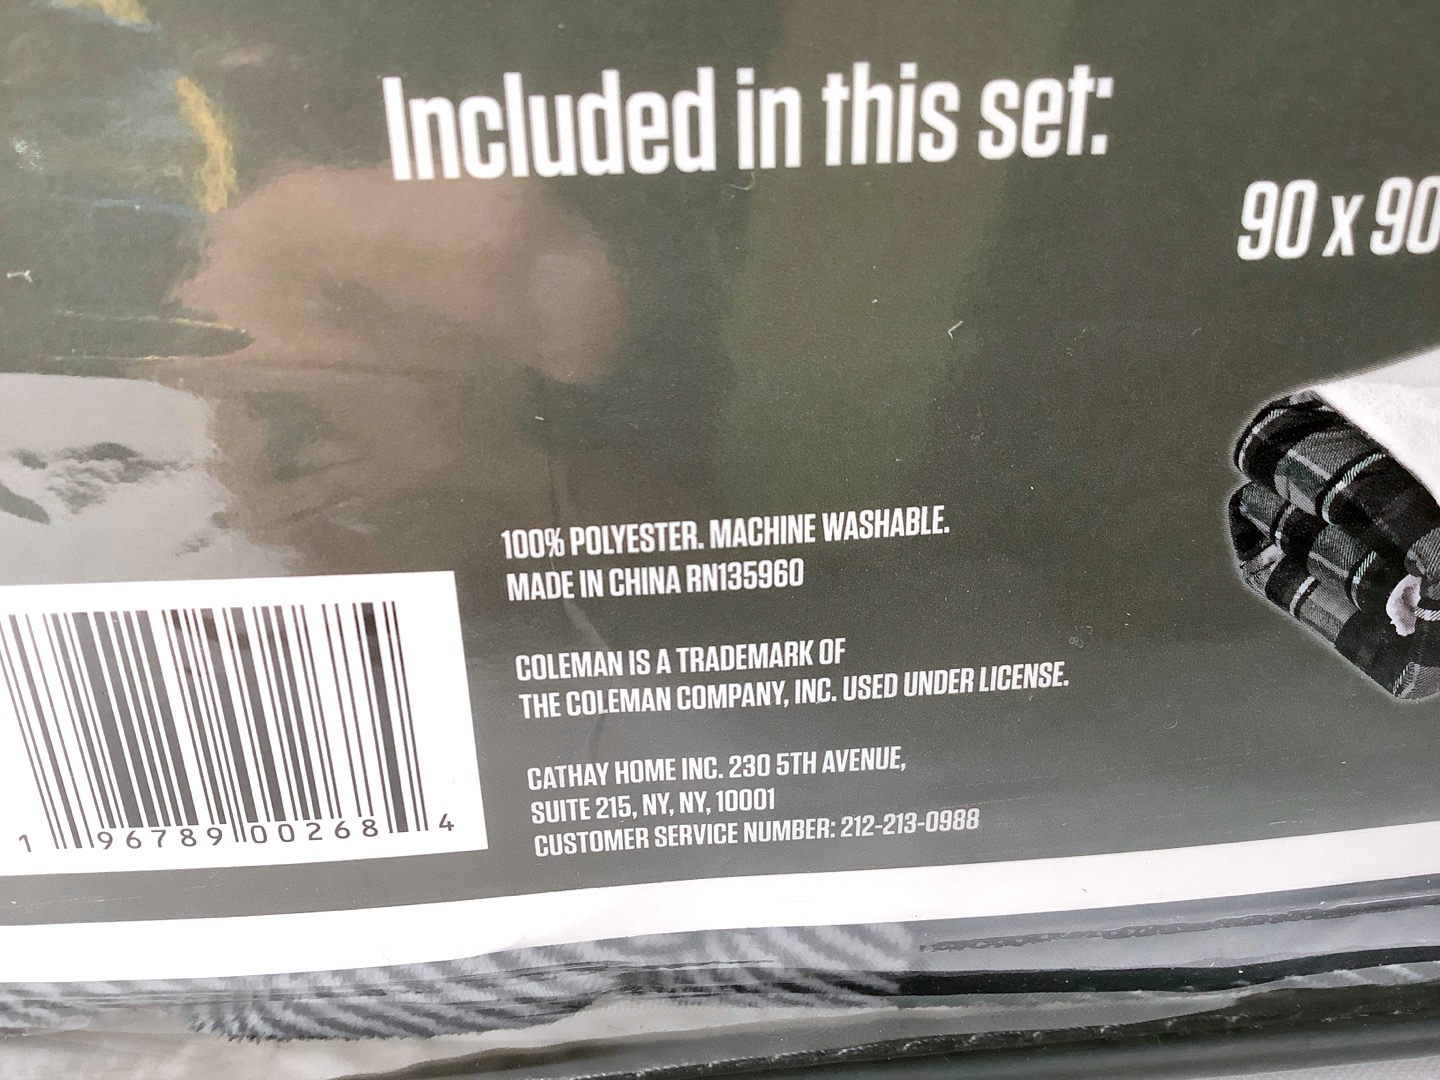 Included in this set:
90 x 90
100% POLYESTER. MACHINE WASHABLE.
MADE IN CHINA RN135960
COLEMAN IS A TRADEMARK OF
THE COLEMAN COMPANY, INC. USED UNDER LICENSE.
CATHAY HOME INC. 230 5TH AVENUE,
SUITE 215, NY, NY, 10001
CUSTOMER SERVICE NUMBER: 212-213-0988
1 96789 00268 4